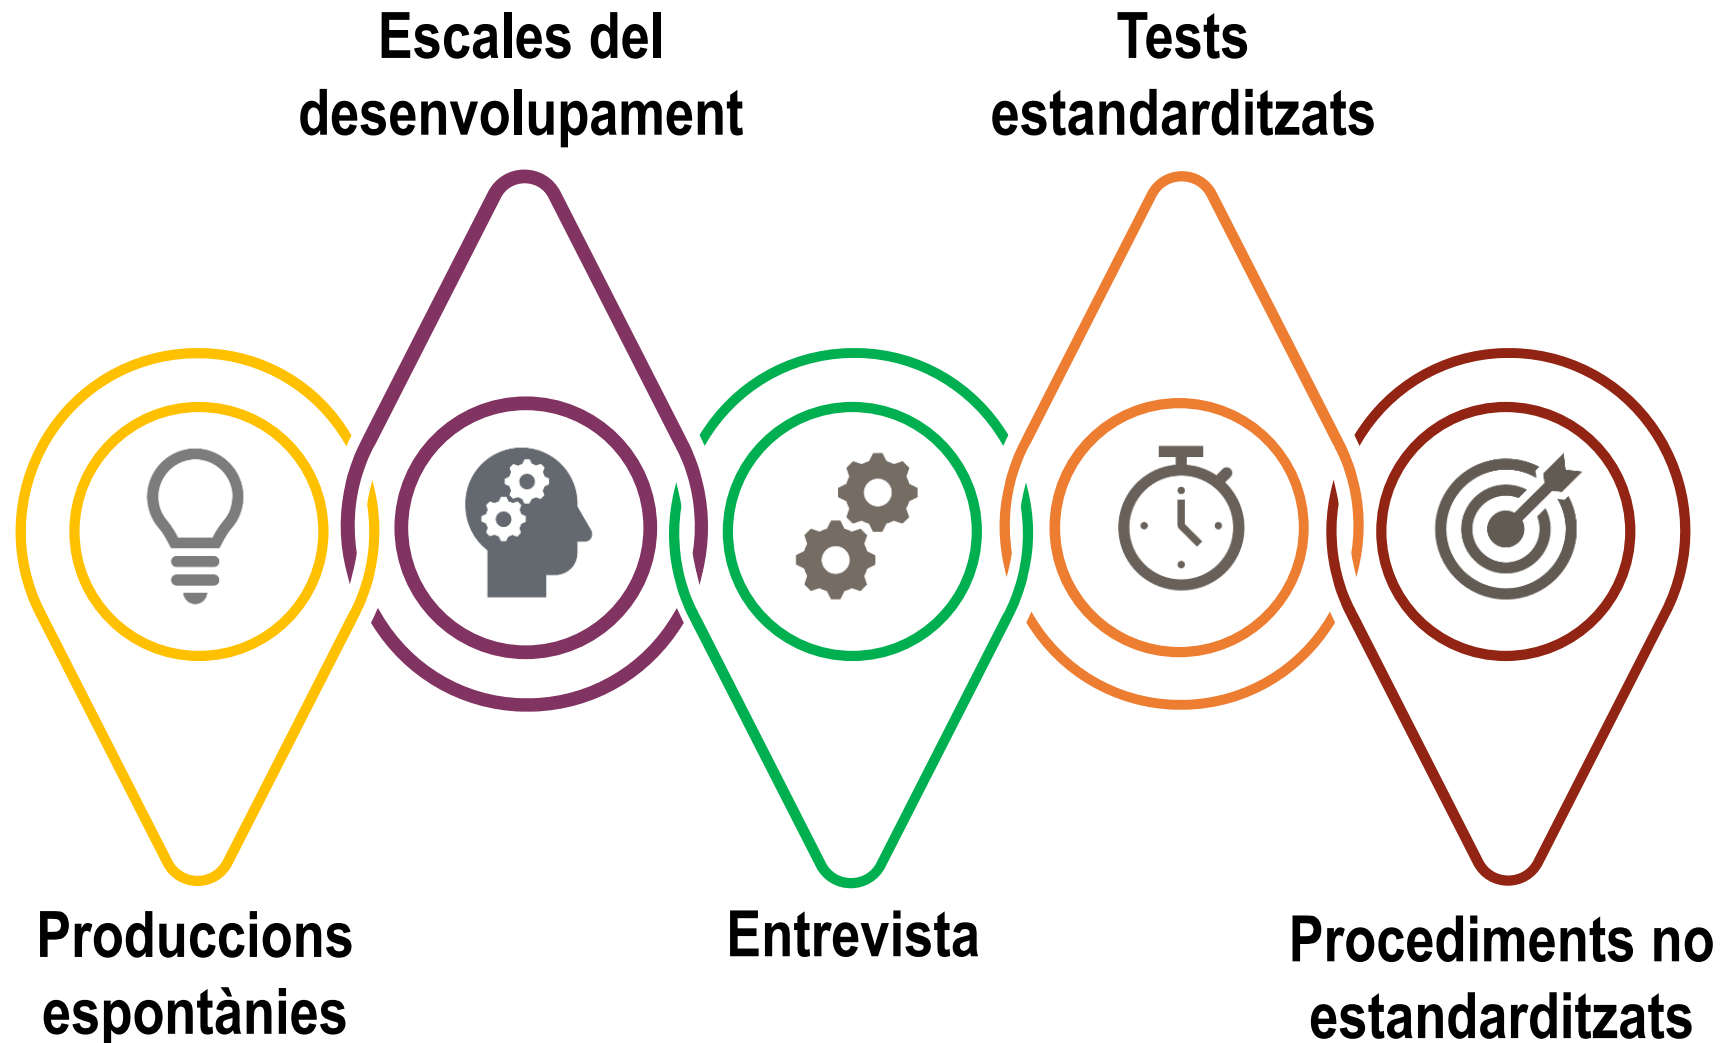 Escales del
desenvolupament
Tests
estandarditzats
Produccions
espontànies
Entrevista
Procediments no
estandarditzats